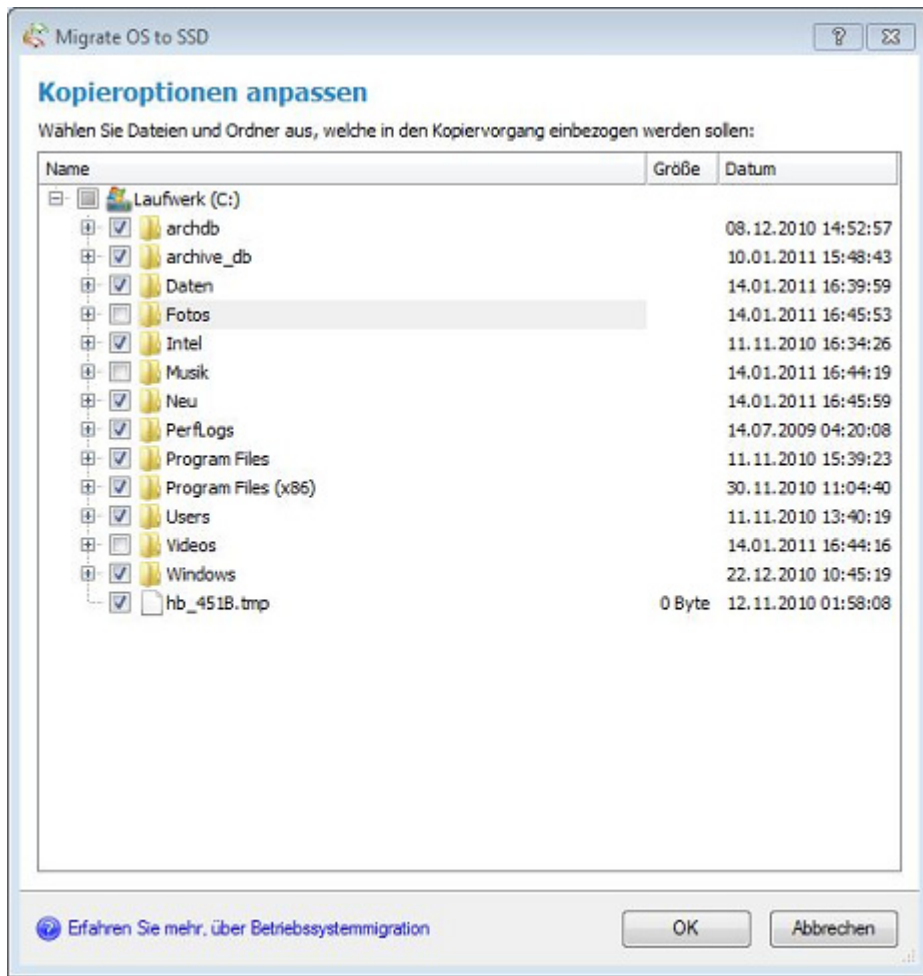 Migrate OS to SSD
Kopieroptionen anpassen
Wählen Sie Dateien und Ordner aus, welche in den Kopiervorgang einbezogen werden sollen:
Name Größe Datum
Laufwerk (C:)
archdb 08.12.2010 14:52:57
archive_db 10.01.2011 15:48:43
Daten 14.01.2011 16:39:59
Fotos 14.01.2011 16:45:53
Intel 11.11.2010 16:34:26
Musik 14.01.2011 16:44:19
Neu 14.01.2011 16:45:59
PerfLogs 14.07.2009 04:20:08
Program Files 11.11.2010 15:39:23
Program Files (x86) 30.11.2010 11:04:40
Users 11.11.2010 13:40:19
Videos 14.01.2011 16:44:16
Windows 22.12.2010 10:45:19
hb_451B.tmp 0 Byte 12.11.2010 01:58:08
Erfahren Sie mehr, über Betriebssystemmigration OK Abbrechen